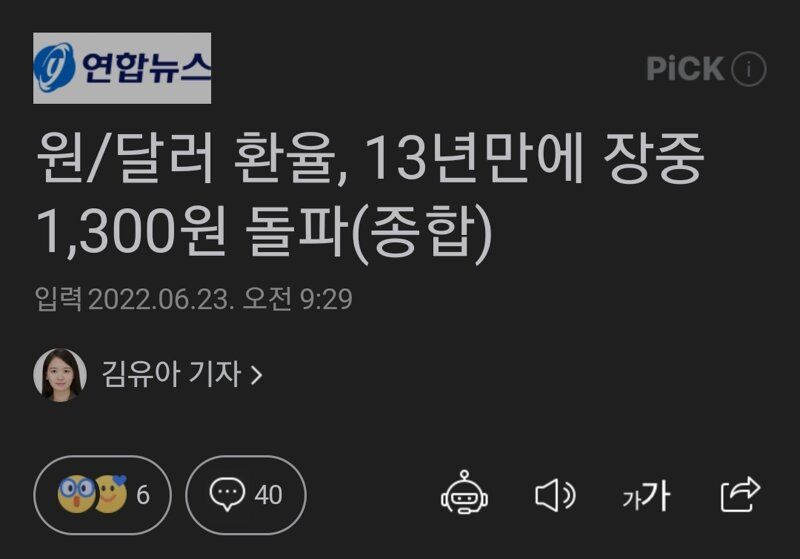 연합뉴스
PiCK
원/달러 환율, 13년만에 장중
1,300원 돌파(종합)
입력 2022.06.23. 오전 9:29
김유아 기자
6
40
가가